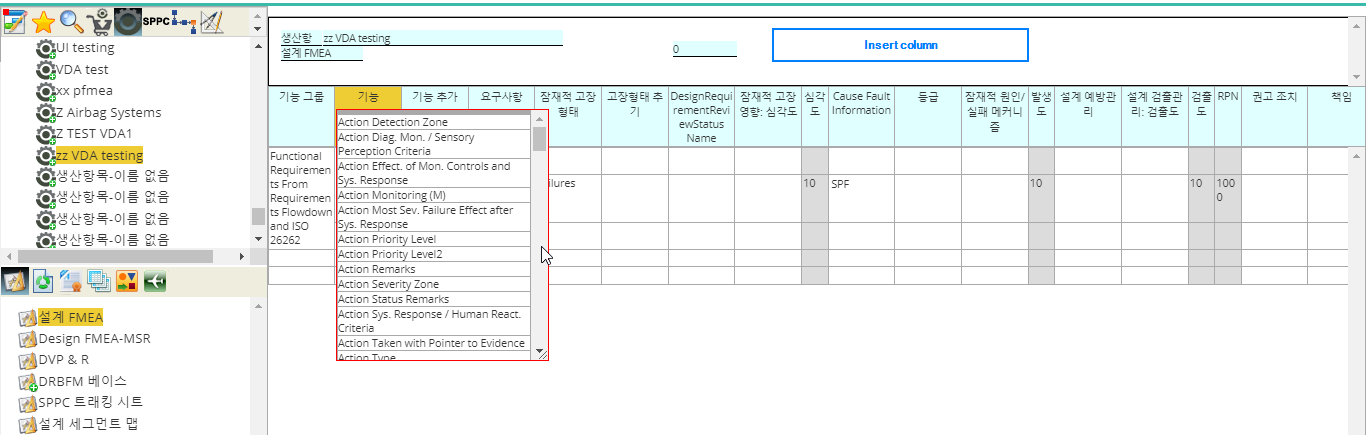 SPPC
UI testing
VDA test
xx pfmea
Z Airbag Systems
Z TEST VDA1
zz VDA testing
생산항목-이름 없음
생산항목-이름 없음
생산항목-이름 없음
생산항목-이름 없음
설계 FMEA
Design FMEA-MSR
DVP & R
DRBFM 베이스
SPPC 트래킹 시트
설계 세그먼트 맵
생산항 zz VDA testing
설계 FMEA
0
Insert column
기능 그룹
기능
기능 추가
요구사항
잠재적 고장
형태
고장형태 추
기
DesignRequi
rementRevi
ewStatus
Name
잠재적 고장
영향: 심각도
심각
도
Cause Fault
Information
등급
잠재적 원인/
실패 메커니
즘
발생
도
설계 예방관
리
설계 검출관
리: 검출도
검출
도
RPN
권고 조치
책임
Functional
Requiremen
ts From
Requiremen
ts Flowdown
and ISO
26262
Action Detection Zone
Action Diag. Mon. / Sensory
Perception Criteria
Action Effect. of Mon. Controls and
Sys. Response
Action Monitoring (M)
Action Most Sev. Failure Effect after
Sys. Response
Action Priority Level
Action Priority Level2
Action Remarks
Action Severity Zone
Action Status Remarks
Action Sys. Response / Human React.
Criteria
Action Taken with Pointer to Evidence
Action Type
ilures
10
SPF
10
10
100
0